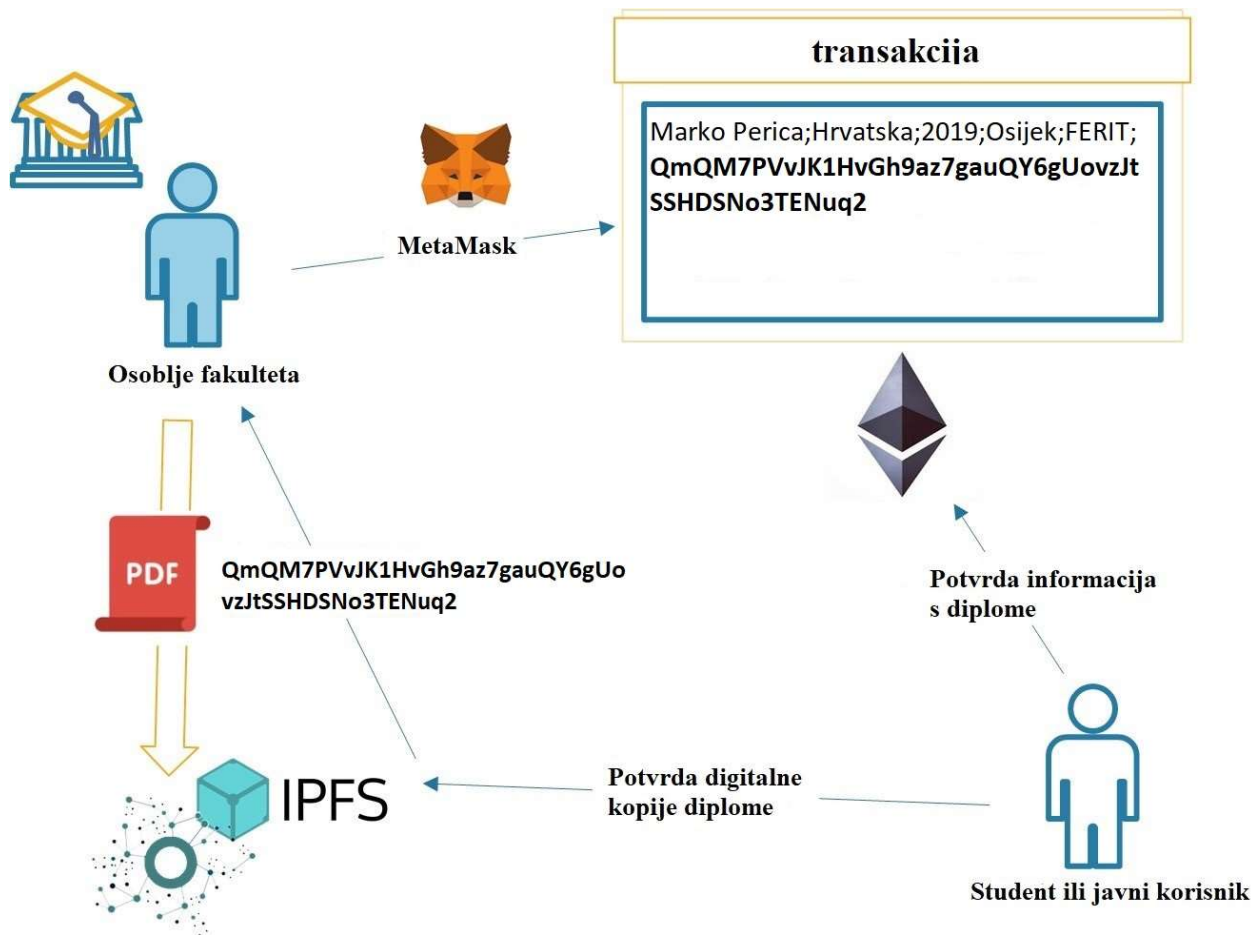 transakcija
Marko Perica;Hrvatska;2019;Osijek;FERIT;
QmQM7PVvJK1HvGh9az7gauQY6gUovzJt
SSHDSNo3TENuq2
MetaMask
Osoblje fakulteta
PDF
QmQM7PVvJK1HvGh9az7gauQY6gUo
vzJtSSHDSNo3TENuq2
Potvrda informacija
s diplome
IPFS
Potvrda digitalne
kopije diplome
Student ili javni korisnik